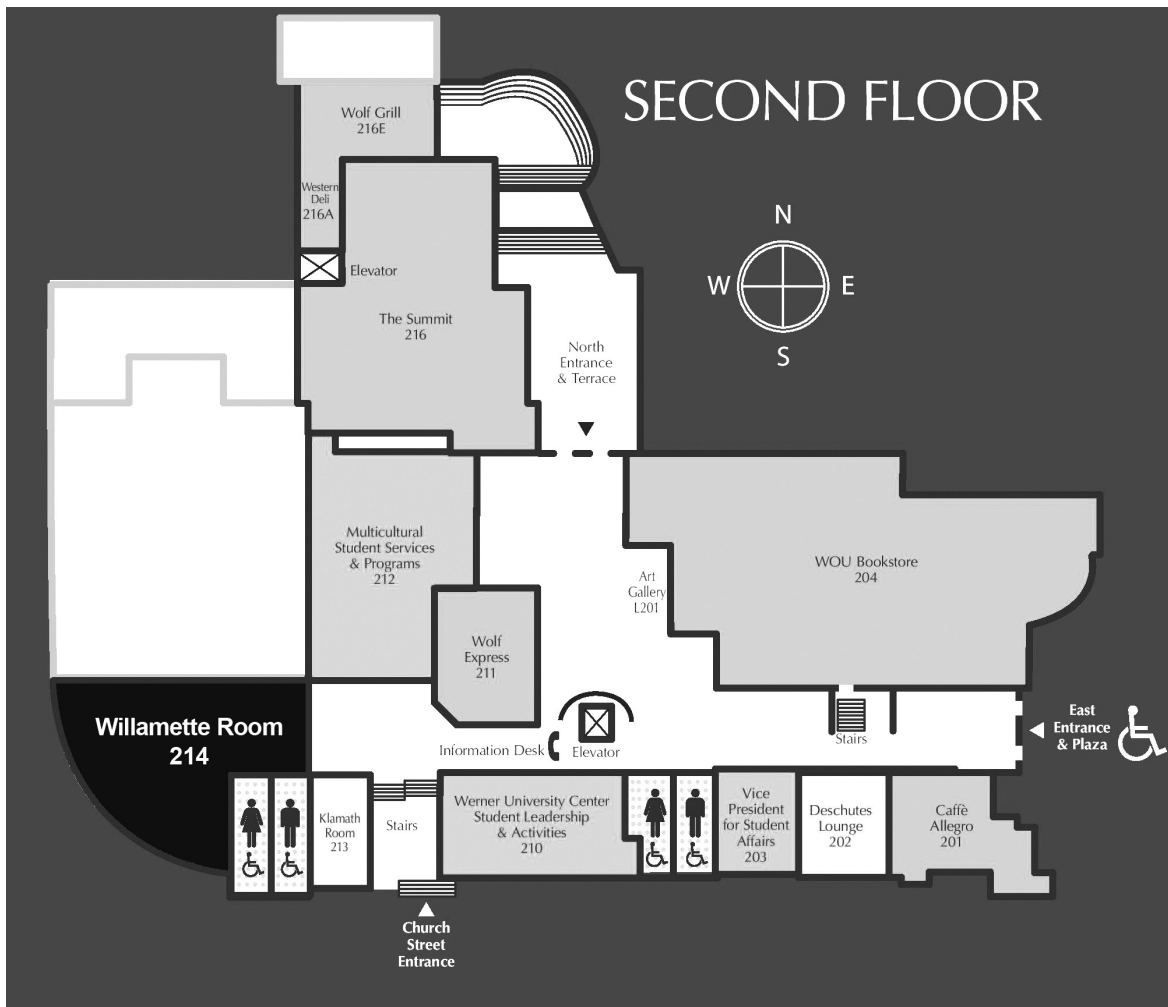 SECOND FLOOR
Wolf Grill
216E
Western
Deli
216A
Elevator
The Summit
216
N
W
E
S
North
Entrance
& Terrace
Multicultural
Student Services
& Programs
212
Art
Gallery
L201
WOU Bookstore
204
Wolf
Express
211
Willamette Room
214
Information Desk
Elevator
Stairs
East
Entrance
& Plaza
Klamath
Room
213
Stairs
Werner University Center
Student Leadership
& Activities
210
Vice
President
for Student
Affairs
203
Deschutes
Lounge
202
Caffè
Allegro
201
Church
Street
Entrance